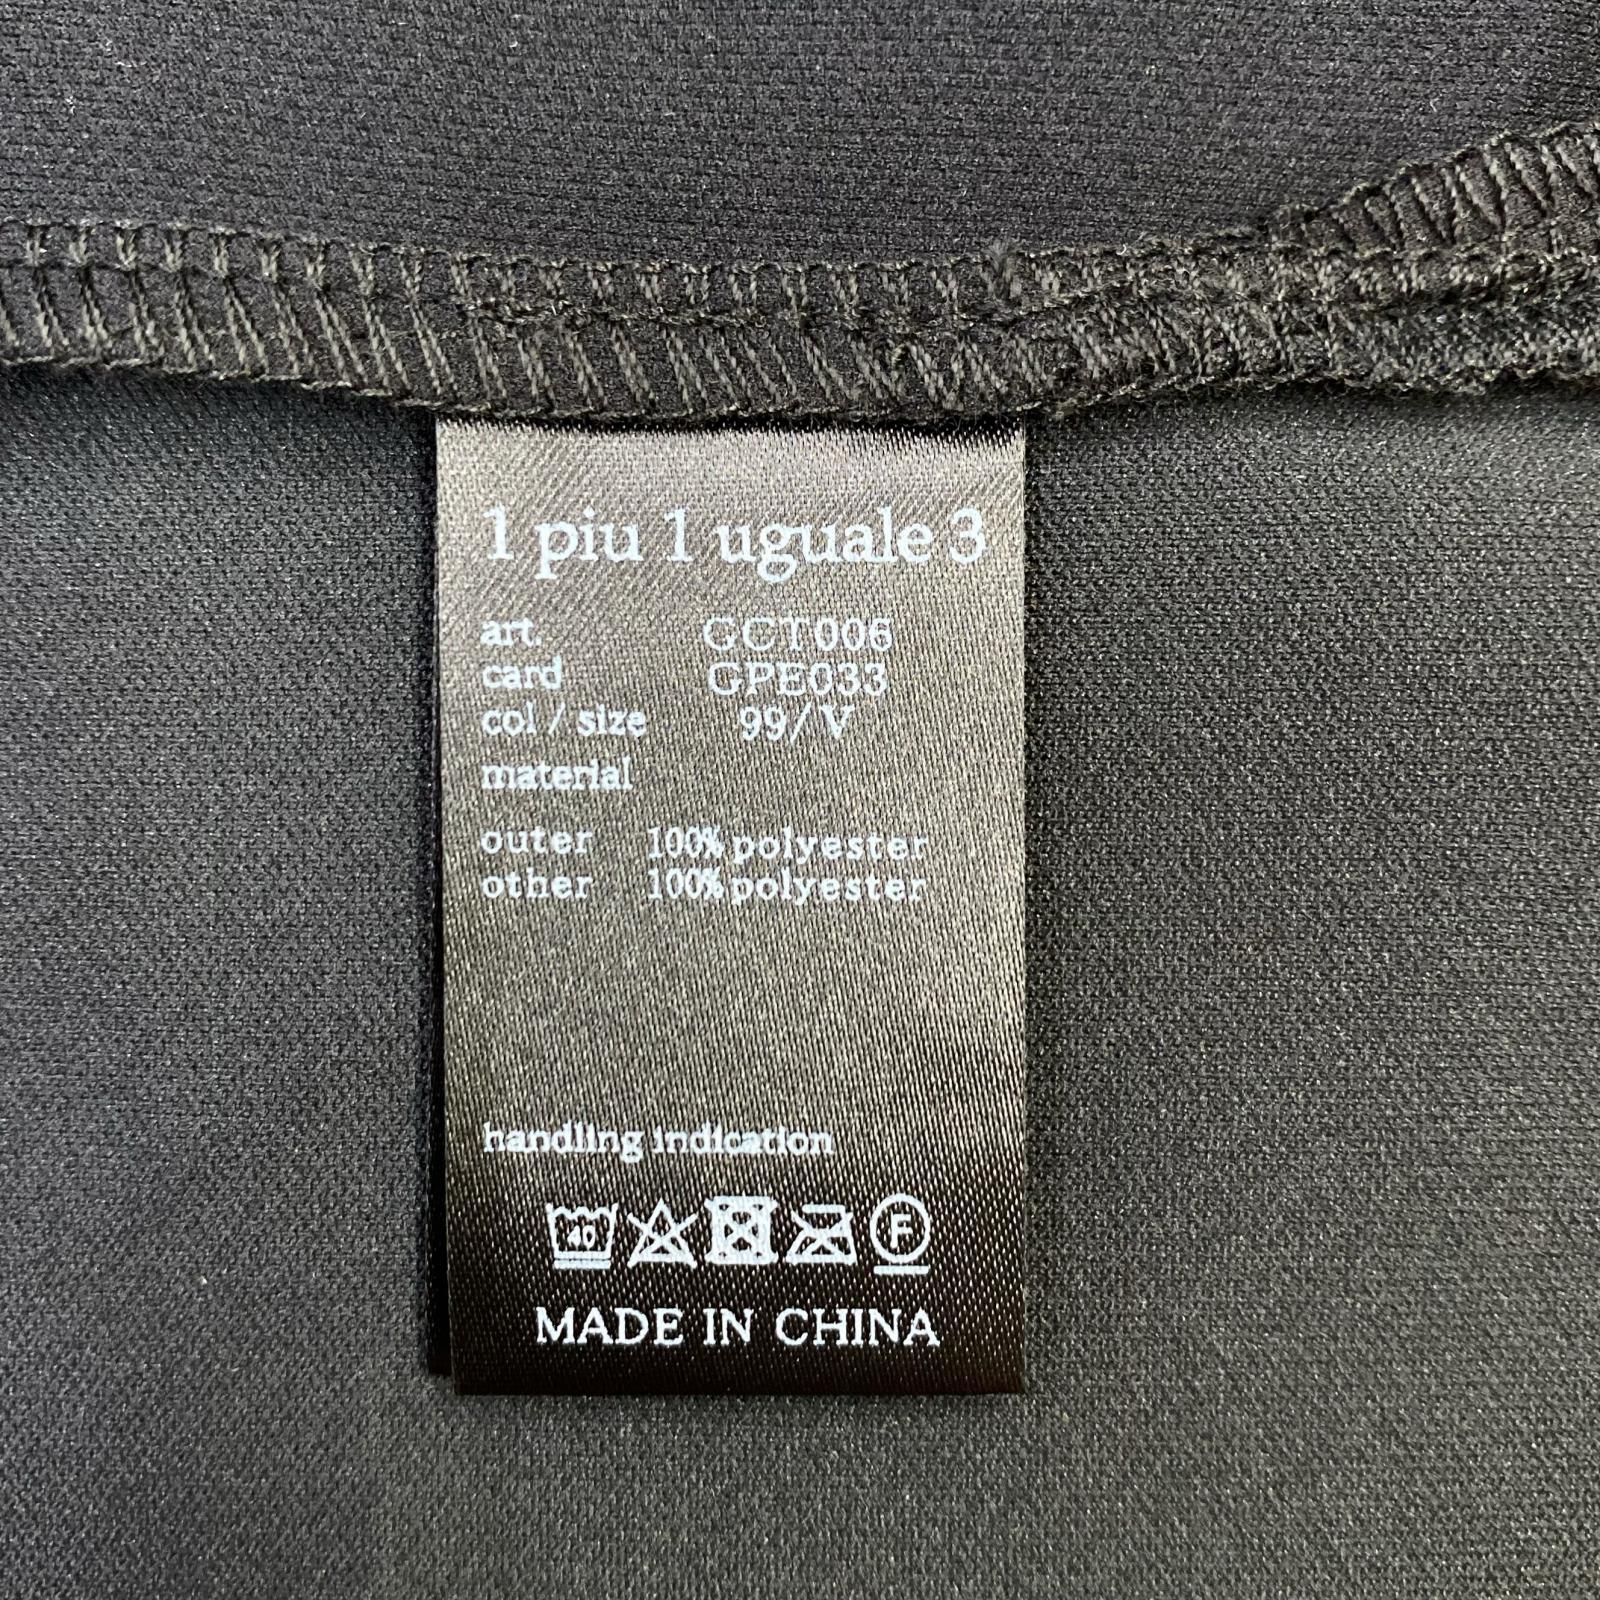 1 piu 1 uguale 3
art. GCT006
card GPE033
col / size 99/V
material
outer 100% polyester
other 100% polyester
handling indication
40 F
MADE IN CHINA